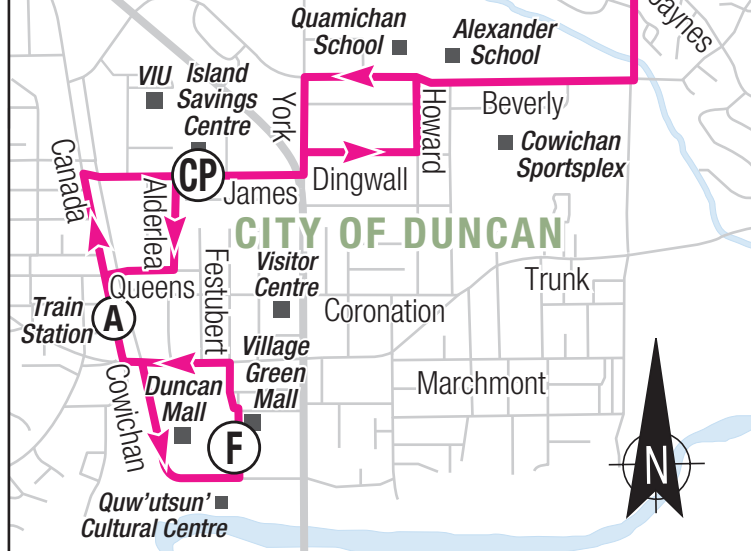 Jaynes
Quamichan
School
Alexander
School
VIU
Island
Savings
Centre
York
Howard
Beverly
Cowichan
Sportsplex
Canada
CP
Alderlea
James
Dingwall
CITY OF DUNCAN
Festubert
Visitor
Centre
Trunk
Queens
Train
Station
A
Coronation
Village
Green
Mall
Cowichan
Duncan
Mall
Marchmont
F
N
Quw'utsun'
Cultural Centre